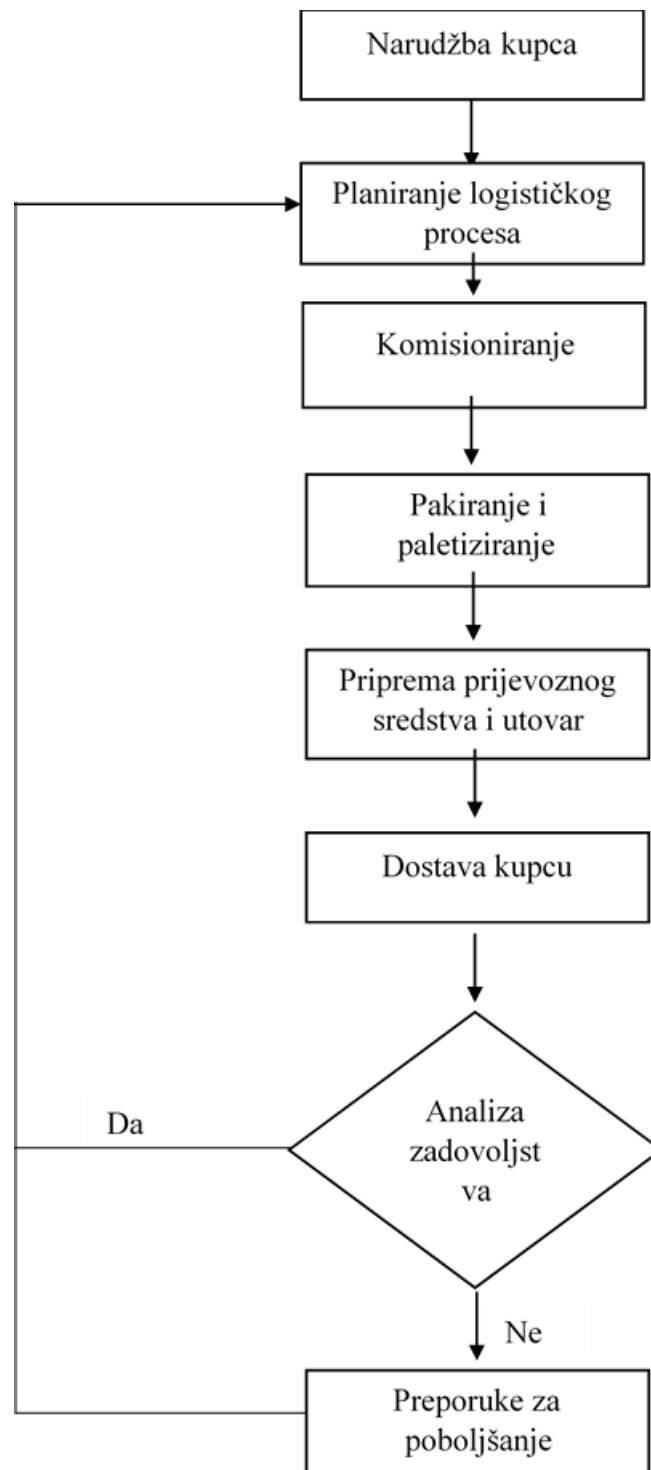 Narudžba kupca
Planiranje logističkog
procesa
Komisioniranje
Pakiranje i
paletiziranje
Priprema prijevoznog
sredstva i utovar
Dostava kupcu
Analiza
zadovoljst
va
Da
Ne
Preporuke za
poboljšanje